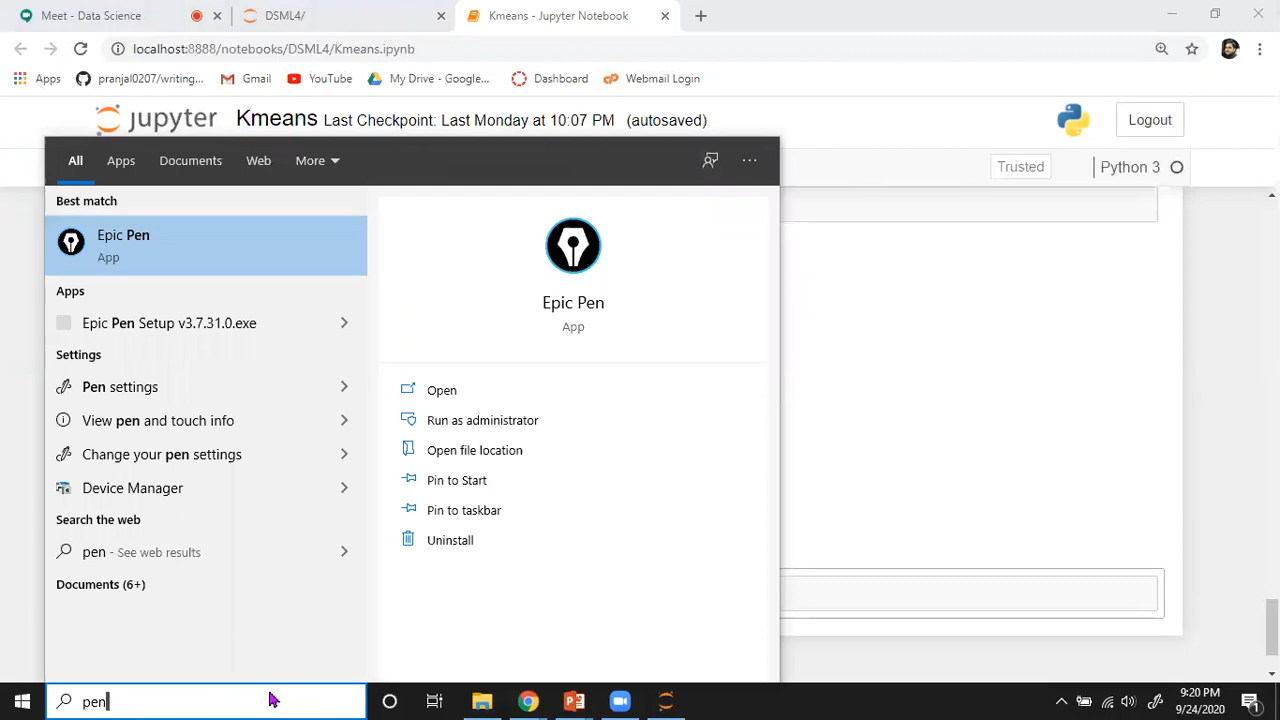 Meet - Data Science
DSML4/
Kmeans - Jupyter Notebook
localhost:8888/notebooks/DSML4/Kmeans.ipynb
Apps
pranjal0207/writing...
Gmail
YouTube
My Drive - Google...
Dashboard
cP Webmail Login
jupyter Kmeans Last Checkpoint: Last Monday at 10:07 PM (autosaved)
Logout
Trusted
Python 3
All
Apps
Documents
Web
More
Best match
Epic Pen
App
Apps
Epic Pen Setup v3.7.31.0.exe
Settings
Pen settings
View pen and touch info
Change your pen settings
Device Manager
Search the web
pen - See web results
Documents (6+)
Epic Pen
App
Open
Run as administrator
Open file location
Pin to Start
Pin to taskbar
Uninstall
pen
9:20 PM
9/24/2020
1